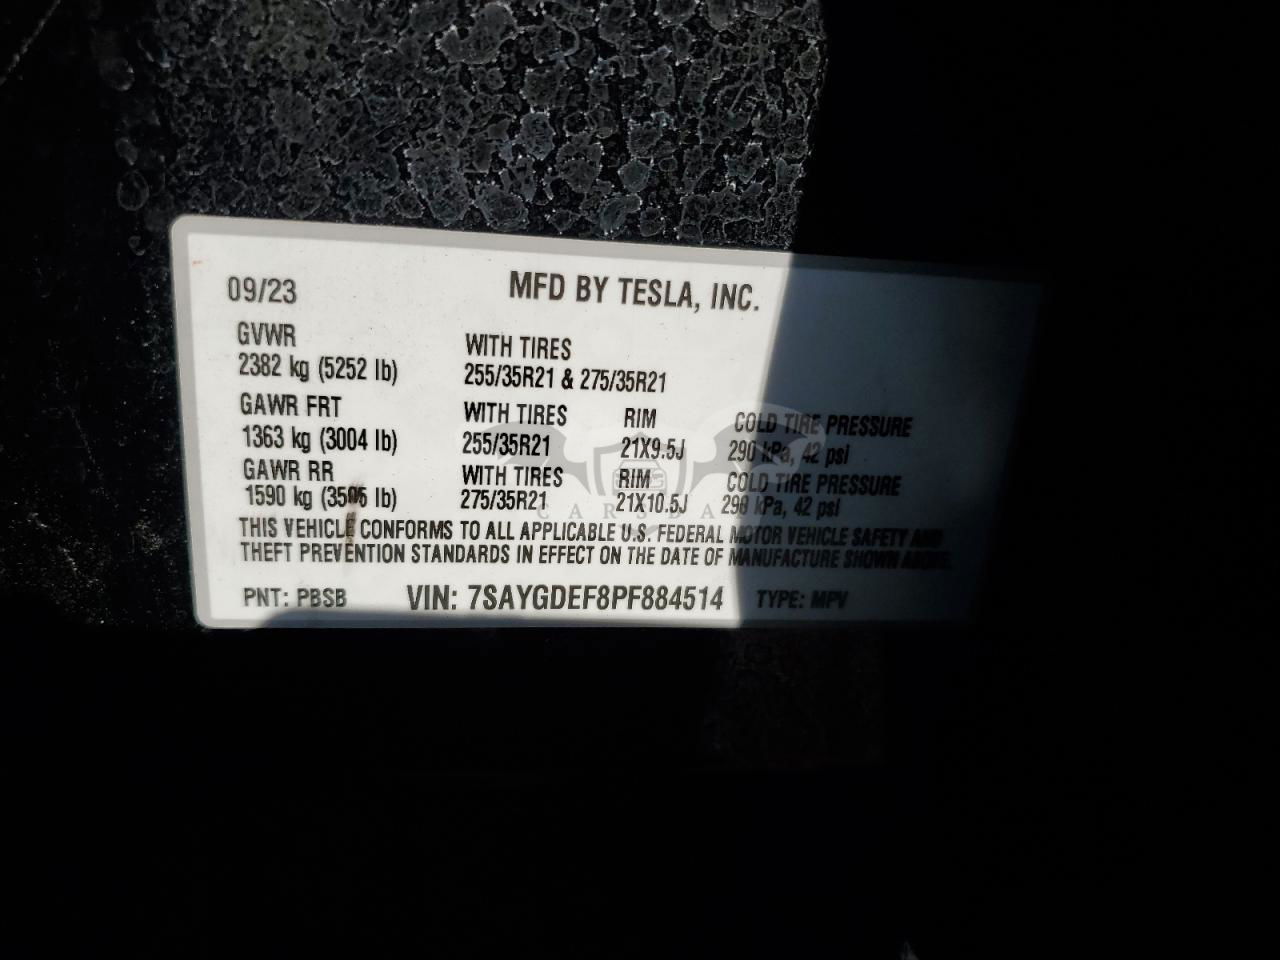 09/23 MFD BY TESLA, INC.
GVWR WITH TIRES
2382 kg (5252 lb) 255/35R21 & 275/35R21
GAWR FRT WITH TIRES RIM COLD TIRE PRESSURE
1363 kg (3004 lb) 255/35R21 21X9.5J 290 kPa, 42 psi
GAWR RR WITH TIRES RIM COLD TIRE PRESSURE
1590 kg (3505 lb) 275/35R21 21X10.5J 290 kPa, 42 psi
THIS VEHICLE CONFORMS TO ALL APPLICABLE U.S. FEDERAL MOTOR VEHICLE SAFETY AND
THEFT PREVENTION STANDARDS IN EFFECT ON THE DATE OF MANUFACTURE SHOWN ABOVE.
PNT: PBSB VIN: 7SAYGDEF8PF884514 TYPE: MPV